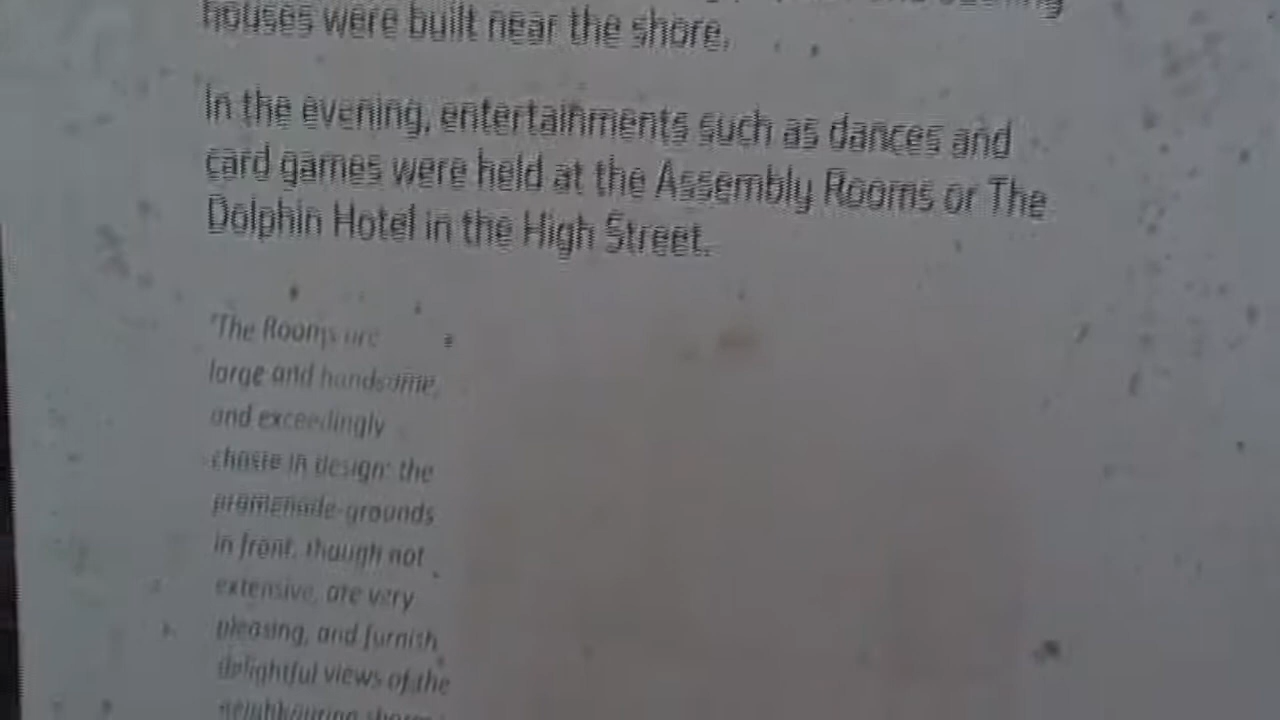 houses were built near the shore.
In the evening, entertainments such as dances and
card games were held at the Assembly Rooms or The
Dolphin Hotel in the High Street.
'The Rooms are
large and handsome,
and exceedingly
chaste in design: the
promenade-grounds
in front, though not
extensive, are very
pleasing, and furnish
delightful views of the
neighbouring shores